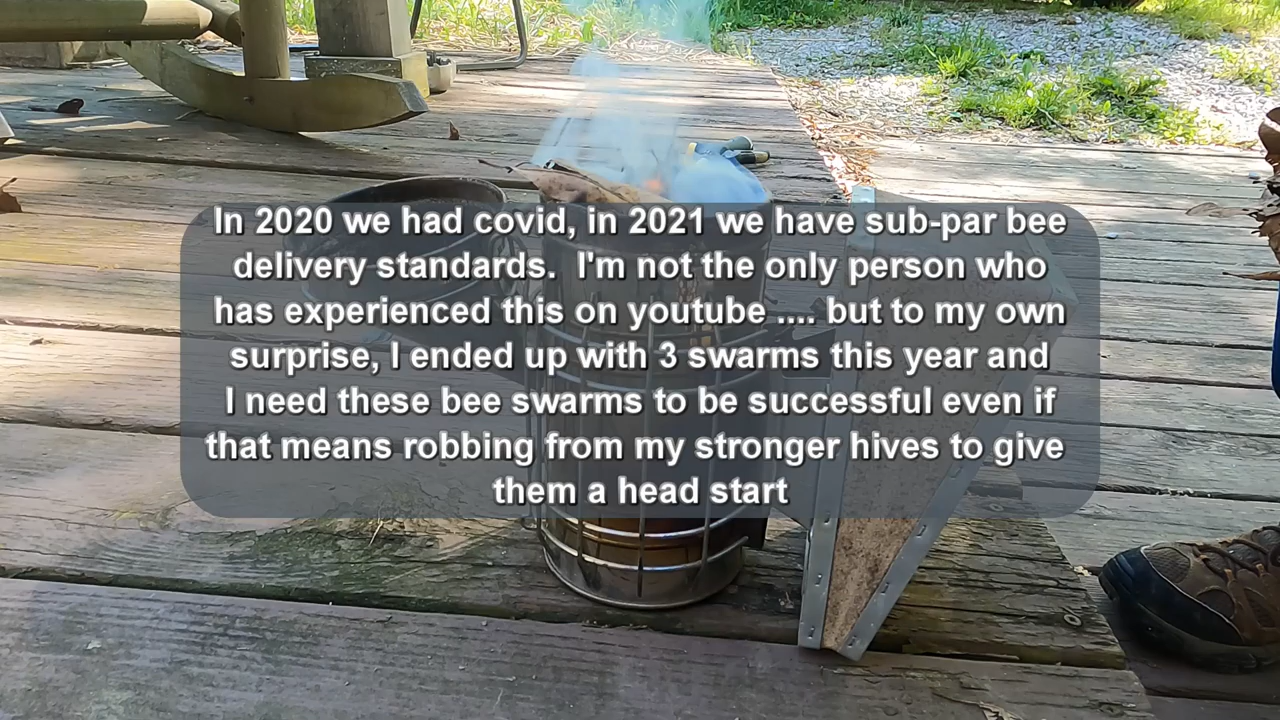 In 2020 we had covid, in 2021 we have sub-par bee
delivery standards.  I'm not the only person who
has experienced this on youtube .... but to my own
surprise, I ended up with 3 swarms this year and
I need these bee swarms to be successful even if
that means robbing from my stronger hives to give
them a head start